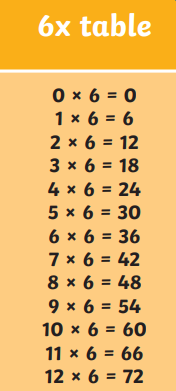 6x table
0 × 6 = 0
1 × 6 = 6
2 × 6 = 12
3 × 6 = 18
4 × 6 = 24
5 × 6 = 30
6 × 6 = 36
7 × 6 = 42
8 × 6 = 48
9 × 6 = 54
10 × 6 = 60
11 × 6 = 66
12 × 6 = 72